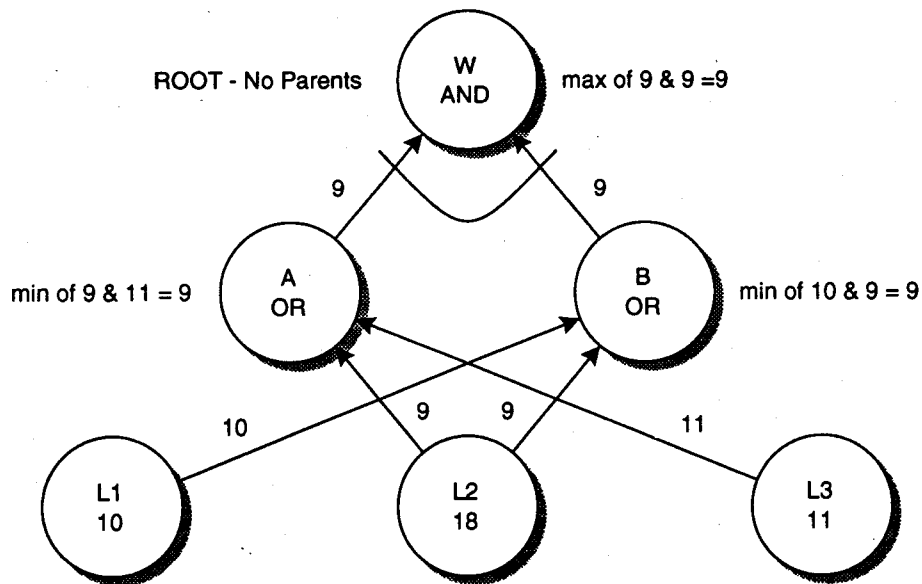 W
AND
ROOT - No Parents
max of 9 & 9 =9
9
9
A
OR
B
OR
min of 9 & 11 = 9
min of 10 & 9 = 9
10
9
9
11
L1
10
L2
18
L3
11